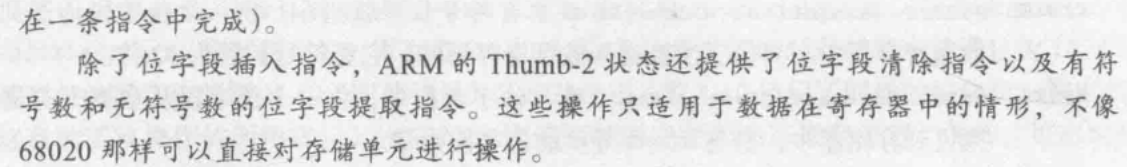 在一条指令中完成)。
除了位字段插入指令，ARM 的 Thumb-2 状态还提供了位字段清除指令以及有符
号数和无符号数的位字段提取指令。这些操作只适用于数据在寄存器中的情形，不像
68020 那样可以直接对存储单元进行操作。